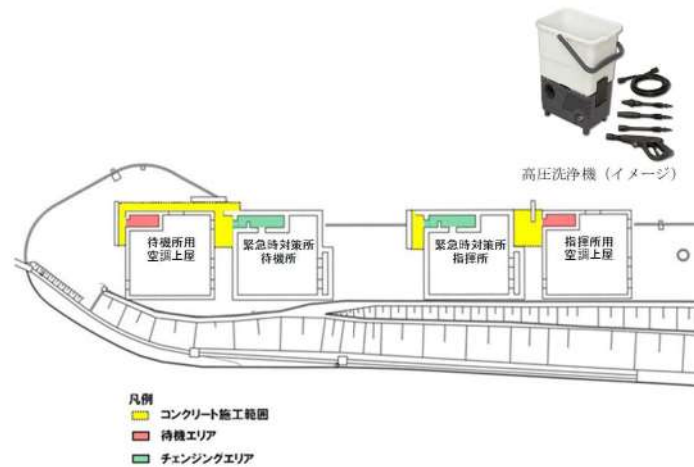 高圧洗浄機（イメージ）
待機所用
空調上屋
緊急時対策所
待機所
緊急時対策所
指揮所
指揮所用
空調上屋
凡例
コンクリート施工範囲
待機エリア
チェンジングエリア